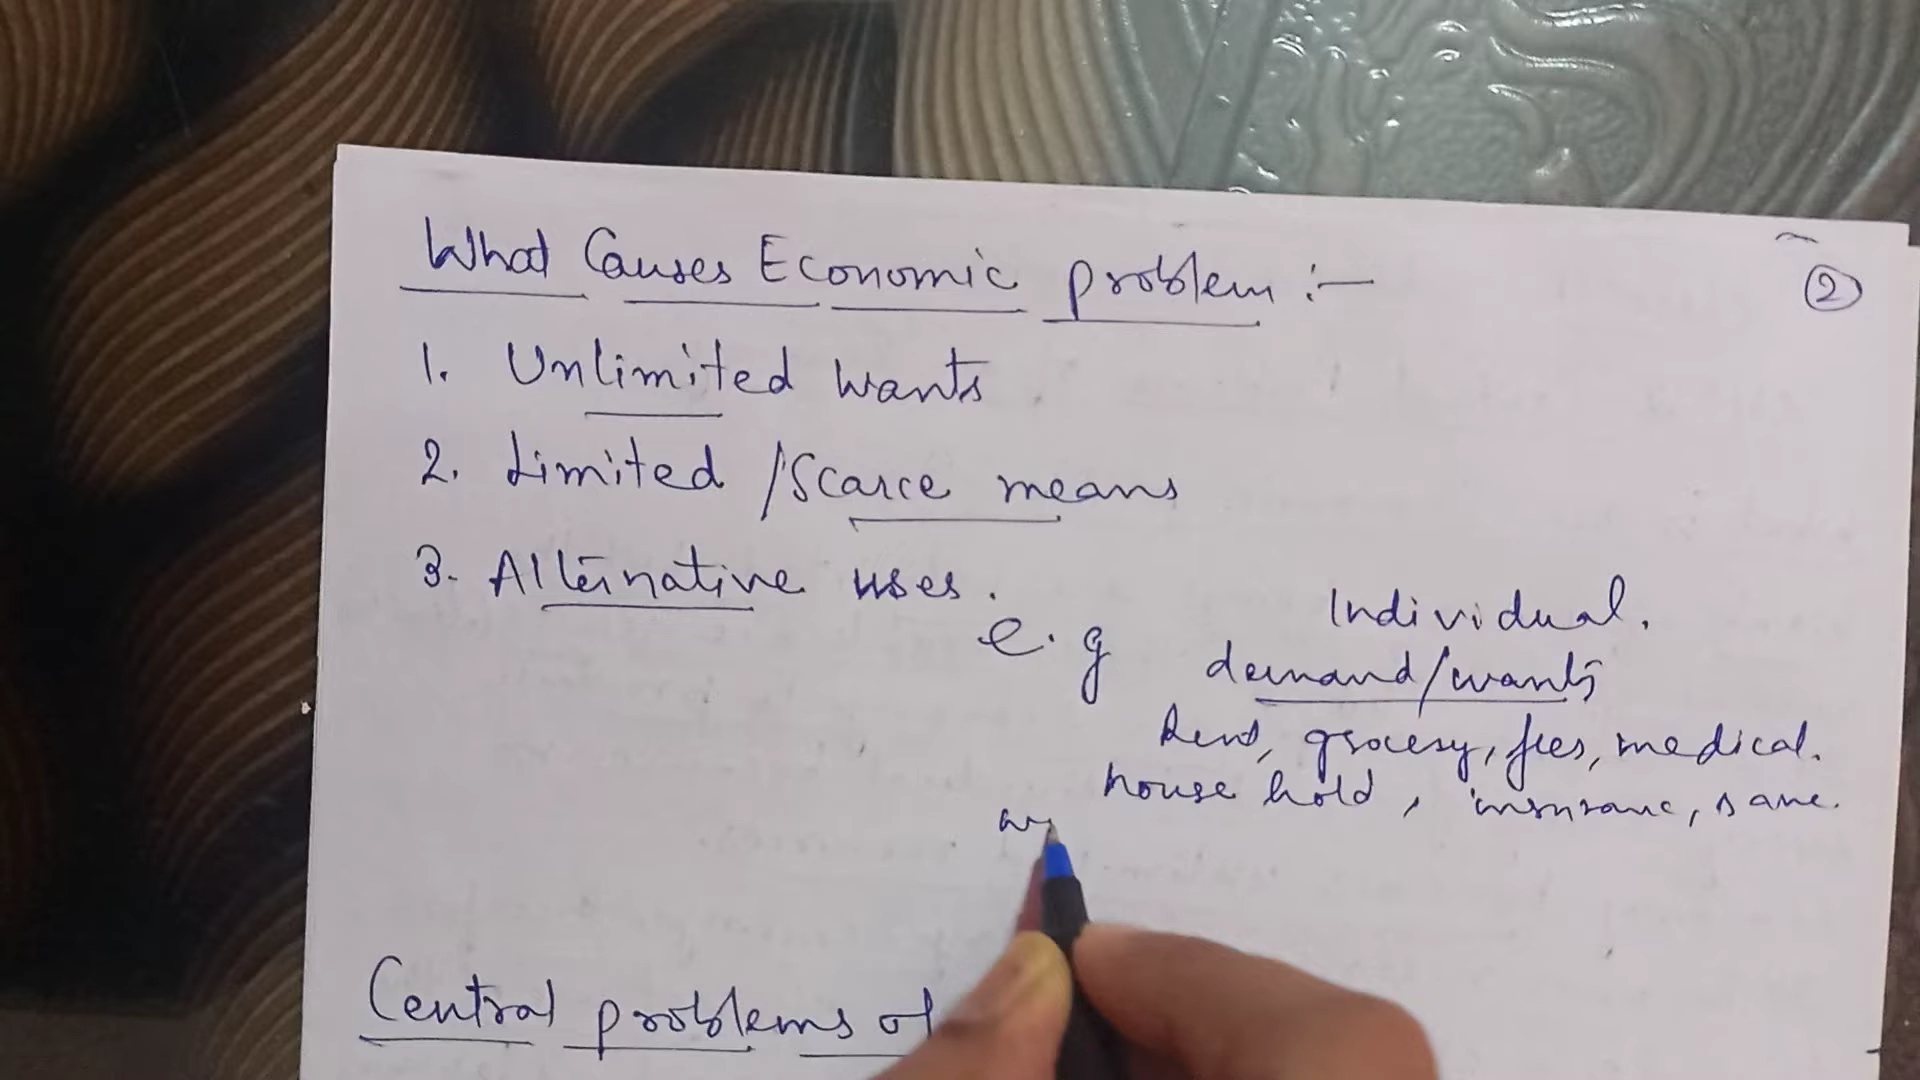 What Causes Economic problem :-
②
1. Unlimited wants
2. Limited /Scarce means
3. Alternative uses.
e.g Individual.
demand/wants
Rent, grocery, fees, medical.
house hold, insurance, save.
Central problems of